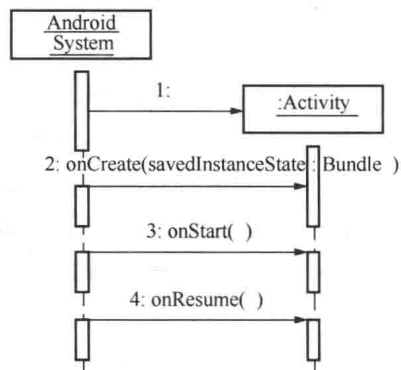 Android
System
1:
:Activity
2: onCreate(savedInstanceState : Bundle )
3: onStart( )
4: onResume( )